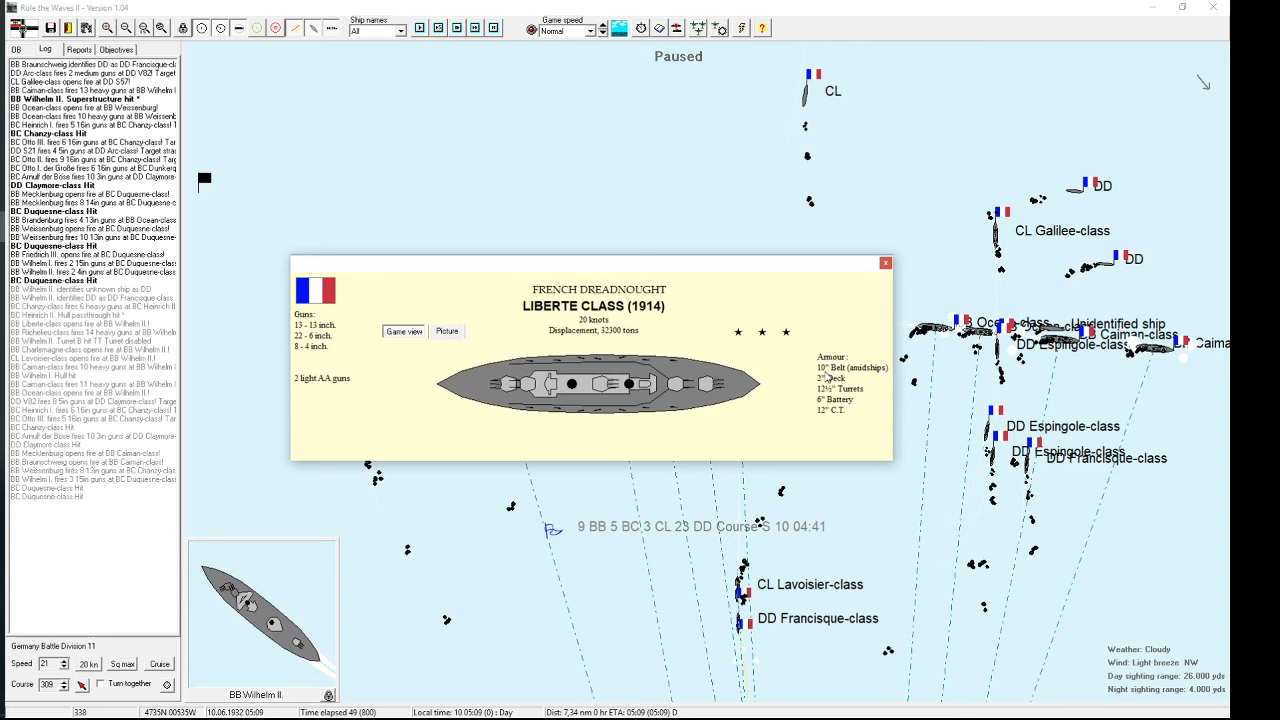 Rule the Waves II - Version 1.04
Ship names
All
Game speed
Normal
OB
Log
Reports
Objectives
BB Braunschweig identifies DD as DD Francisque-cl
DD Arc-class fires 2 medium guns at DD V82! Target
CL Galilee-class opens fire at DD S57!
BB Caiman-class fires 13 heavy guns at BB Wilhelm I
BB Wilhelm II. Superstructure hit *
BB Ocean-class opens fire at BB Weissenburg!
BB Ocean-class fires 10 heavy guns at BB Weissenb
BC Heinrich I. fires 5 16in guns at BC Chanzy-class! T
BC Chanzy-class Hit
BC Otto III. fires 6 16in guns at BC Chanzy-class! Tar
DD S21 fires 4 5in guns at DD Arc-class! Target strad
BC Otto II. fires 9 16in guns at BC Chanzy-class!
BC Otto I. der Große fires 6 16in guns at BC Dunkerq
BC Arnulf der Böse fires 10 3in guns at DD Claymore-
DD Claymore-class Hit
BB Mecklenburg opens fire at BC Duquesne-class!
BB Mecklenburg fires 8 14in guns at BC Duquesne-cl
BC Duquesne-class Hit
BB Brandenburg fires 4 13in guns at BB Ocean-class
BB Weissenburg opens fire at BC Duquesne-class!
BB Weissenburg fires 10 13in guns at BC Duquesne-
BC Duquesne-class Hit
BB Friedrich III. opens fire at BC Duquesne-class!
BB Wilhelm I. fires 2 15in guns at BC Duquesne-class
BB Wilhelm II. fires 2 4in guns at BC Duquesne-class!
BC Duquesne-class Hit
BB Wilhelm II. identifies unknown ship as DD
BB Wilhelm II. identifies DD as DD Francisque-class
BC Chanzy-class fires 6 heavy guns at BC Heinrich II
BC Heinrich II. Hull passthrough hit *
BB Liberte-class opens fire at BB Wilhelm II.!
BB Richelieu-class fires 14 heavy guns at BB Wilhelm
BB Wilhelm II. Turret B hit TT Turret disabled
BB Charlemagne-class opens fire at BB Wilhelm II.!
CL Lavoisier-class opens fire at BB Wilhelm II.!
BB Caiman-class fires 10 heavy guns at BB Wilhelm
BB Caiman-class fires 11 heavy guns at BB Wilhelm
BB Wilhelm I. Hull hit
DD V82 fires 8 5in guns at DD Arc-class! Target strad
BC Heinrich I. fires 6 16in guns at BC Chanzy-class! T
BC Otto III. fires 5 16in guns at BC Chanzy-class! Tar
BC Chanzy-class Hit
BC Arnulf der Böse fires 10 3in guns at DD Claymore-
DD Claymore-class Hit
BB Mecklenburg opens fire at BB Caiman-class!
BB Braunschweig opens fire at BB Caiman-class!
BB Weissenburg fires 8 13in guns at BC Chanzy-class
BB Wilhelm I. fires 3 15in guns at BC Duquesne-class
BC Duquesne-class Hit
BC Duquesne-class Hit
Paused
CL
DD
CL Galilee-class
DD
Unidentified ship
Caiman-class
DD Espingole-class
Caima
FRENCH DREADNOUGHT
LIBERTE CLASS (1914)
20 knots
Displacement, 32300 tons
Guns:
13 - 13 inch.
22 - 6 inch.
8 - 4 inch.
2 light AA guns
Game view
Picture
Armour :
10" Belt (amidships)
2" Deck
12½" Turrets
6" Battery
12" C.T.
DD Espingole-class
DD Espingole-class
DD Francisque-class
9 BB 5 BC 3 CL 23 DD Course S 10 04:41
CL Lavoisier-class
DD Francisque-class
Germany Battle Division 11
Speed 21 20 kn Sq max Cruise
Course 309 Turn together
BB Wilhelm II.
Weather: Cloudy
Wind: Light breeze NW
Day sighting range: 26.000 yds
Night sighting range: 4.000 yds
338
4735N 00535W
10.06.1932 05:09
Time elapsed 49 (800)
Local time: 10 05:09 (0) : Day
Dist: 7,34 nm 0 hr ETA: 05:09 (05:09) D